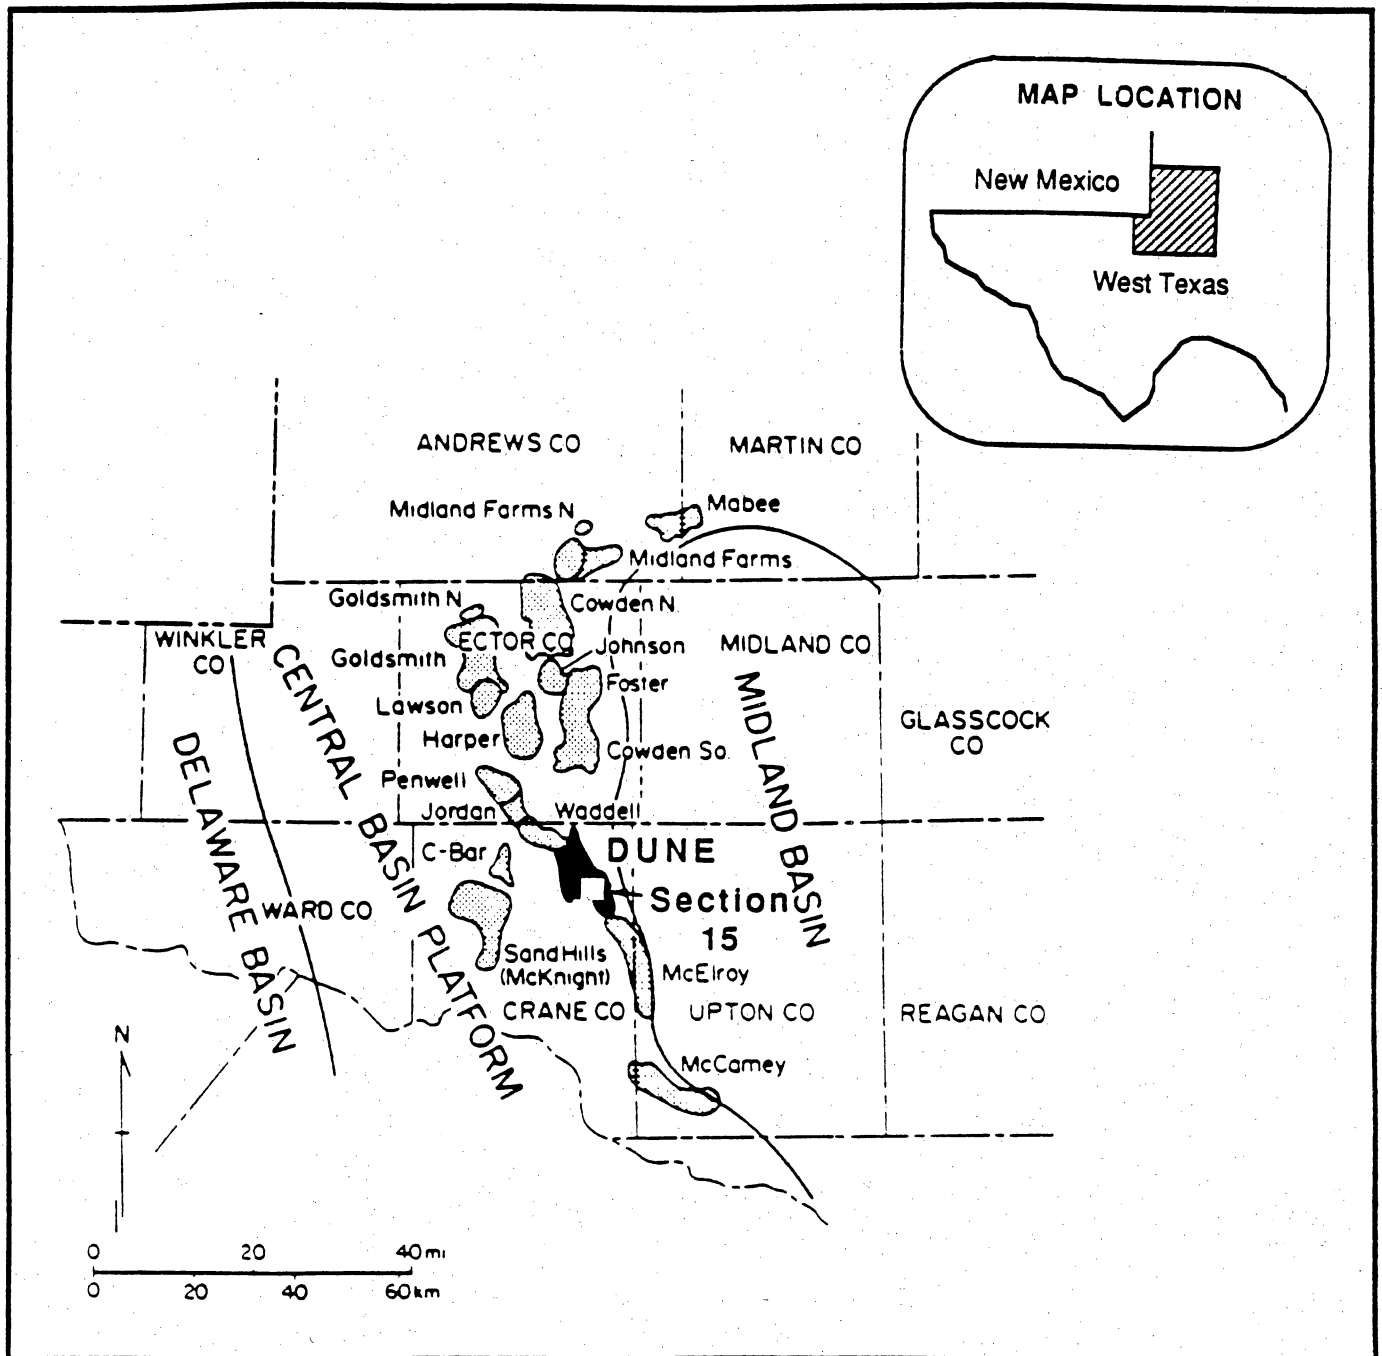 MAP LOCATION
New Mexico
West Texas
ANDREWS CO
MARTIN CO
Midland Farms N
Mabee
Midland Farms
Goldsmith N
Cowden N.
WINKLER
CO
ECTOR CO
Johnson
MIDLAND CO
Goldsmith
Foster
Lawson
GLASSCOCK
CO
Harper
Cowden So.
Penwell
Jordan
Waddell
C-Bar
DUNE
WARD CO
Section
15
SandHills
(McKnight)
McElroy
CRANE CO
UPTON CO
REAGAN CO
McCamey
DELAWARE BASIN
CENTRAL BASIN PLATFORM
MIDLAND BASIN
N
0 20 40 mi
0 20 40 60 km